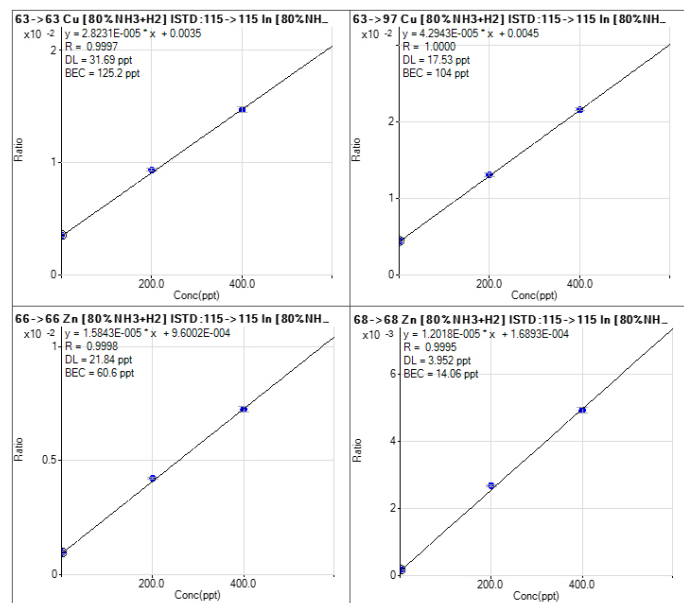 63->63 Cu [80%NH3+H2] ISTD:115->115 In [80%NH_
x10 -2
y = 2.8231E-005 * x + 0.0035
R = 0.9997
DL = 31.69 ppt
BEC = 125.2 ppt
2
1
0
Ratio
200.0
400.0
Conc(ppt)
63->97 Cu [80%NH3+H2] ISTD:115->115 In [80%NH_
x10 -2
y = 4.2943E-005 * x + 0.0045
R = 1.0000
DL = 17.53 ppt
BEC = 104 ppt
2
1
0
Ratio
200.0
400.0
Conc(ppt)
66->66 Zn [80%NH3+H2] ISTD:115->115 In [80%NH_
x10 -2
y = 1.5843E-005 * x + 9.6002E-004
R = 0.9998
DL = 21.84 ppt
BEC = 60.6 ppt
1
0.5
0
Ratio
200.0
400.0
Conc(ppt)
68->68 Zn [80%NH3+H2] ISTD:115->115 In [80%NH_
x10 -3
y = 1.2018E-005 * x + 1.6893E-004
R = 0.9995
DL = 3.952 ppt
BEC = 14.06 ppt
6
4
2
0
Ratio
200.0
400.0
Conc(ppt)